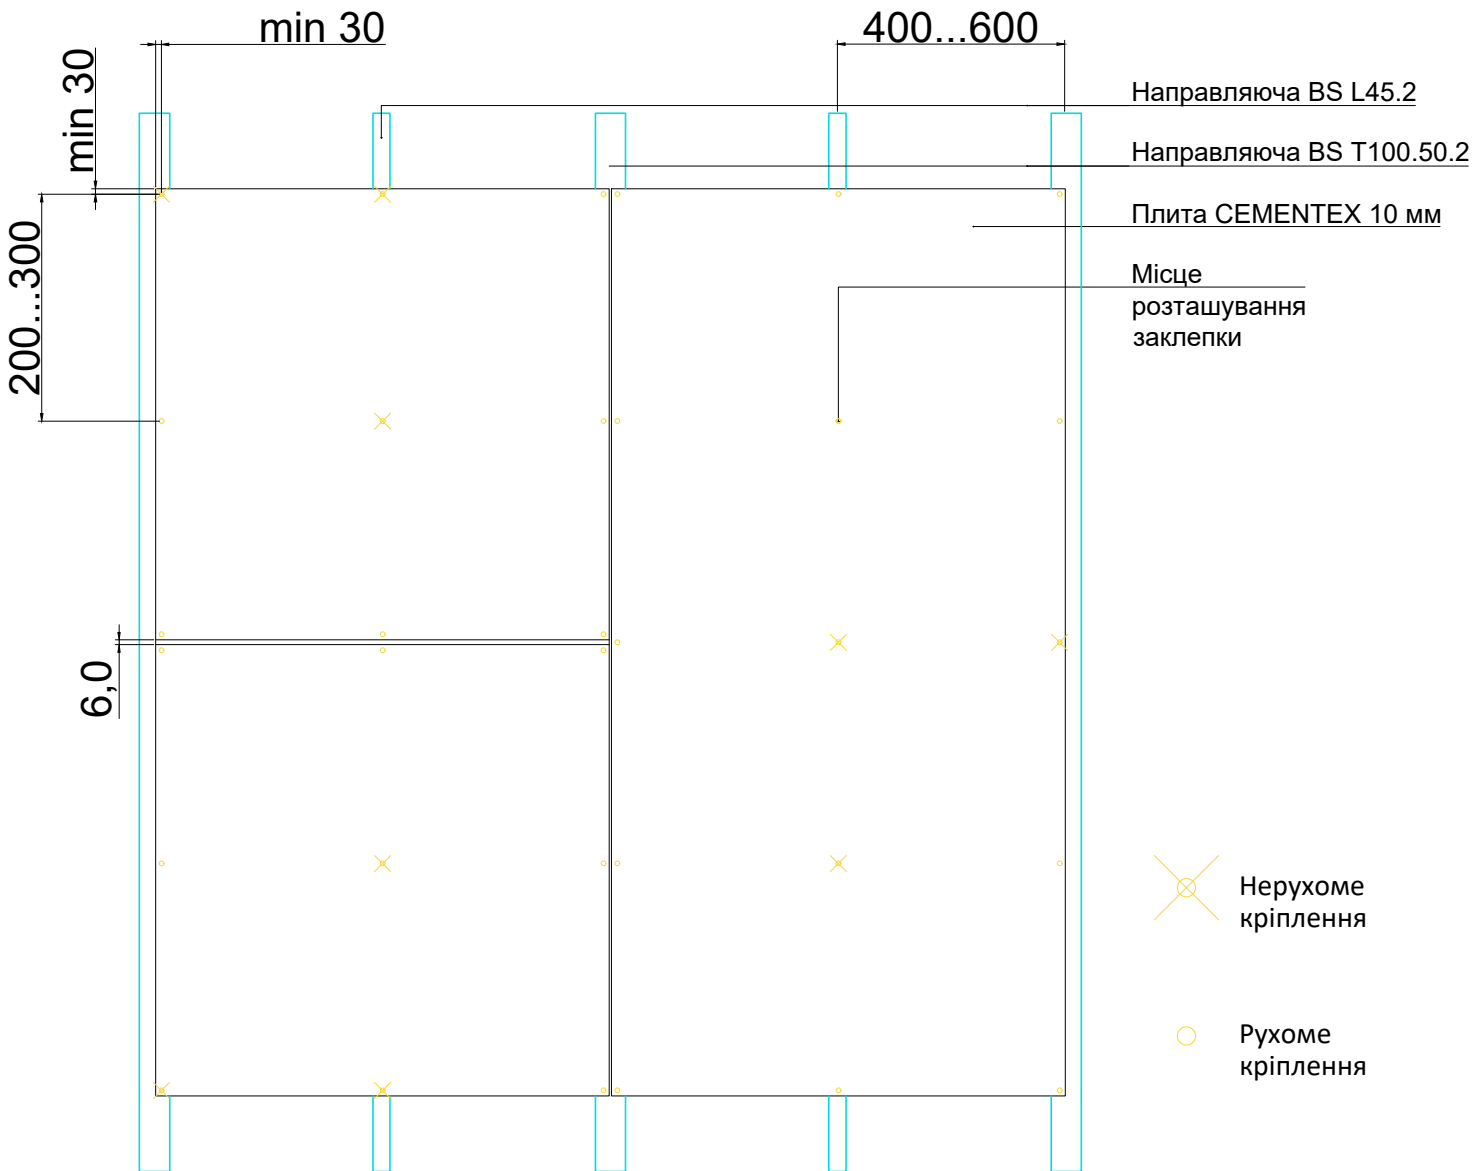 min 30
400...600
min 30
Направляюча BS L45.2
Направляюча BS T100.50.2
Плита CEMENTEX 10 мм
200...300
Місце
розташування
заклепки
6,0
Нерухоме
кріплення
Рухоме
кріплення